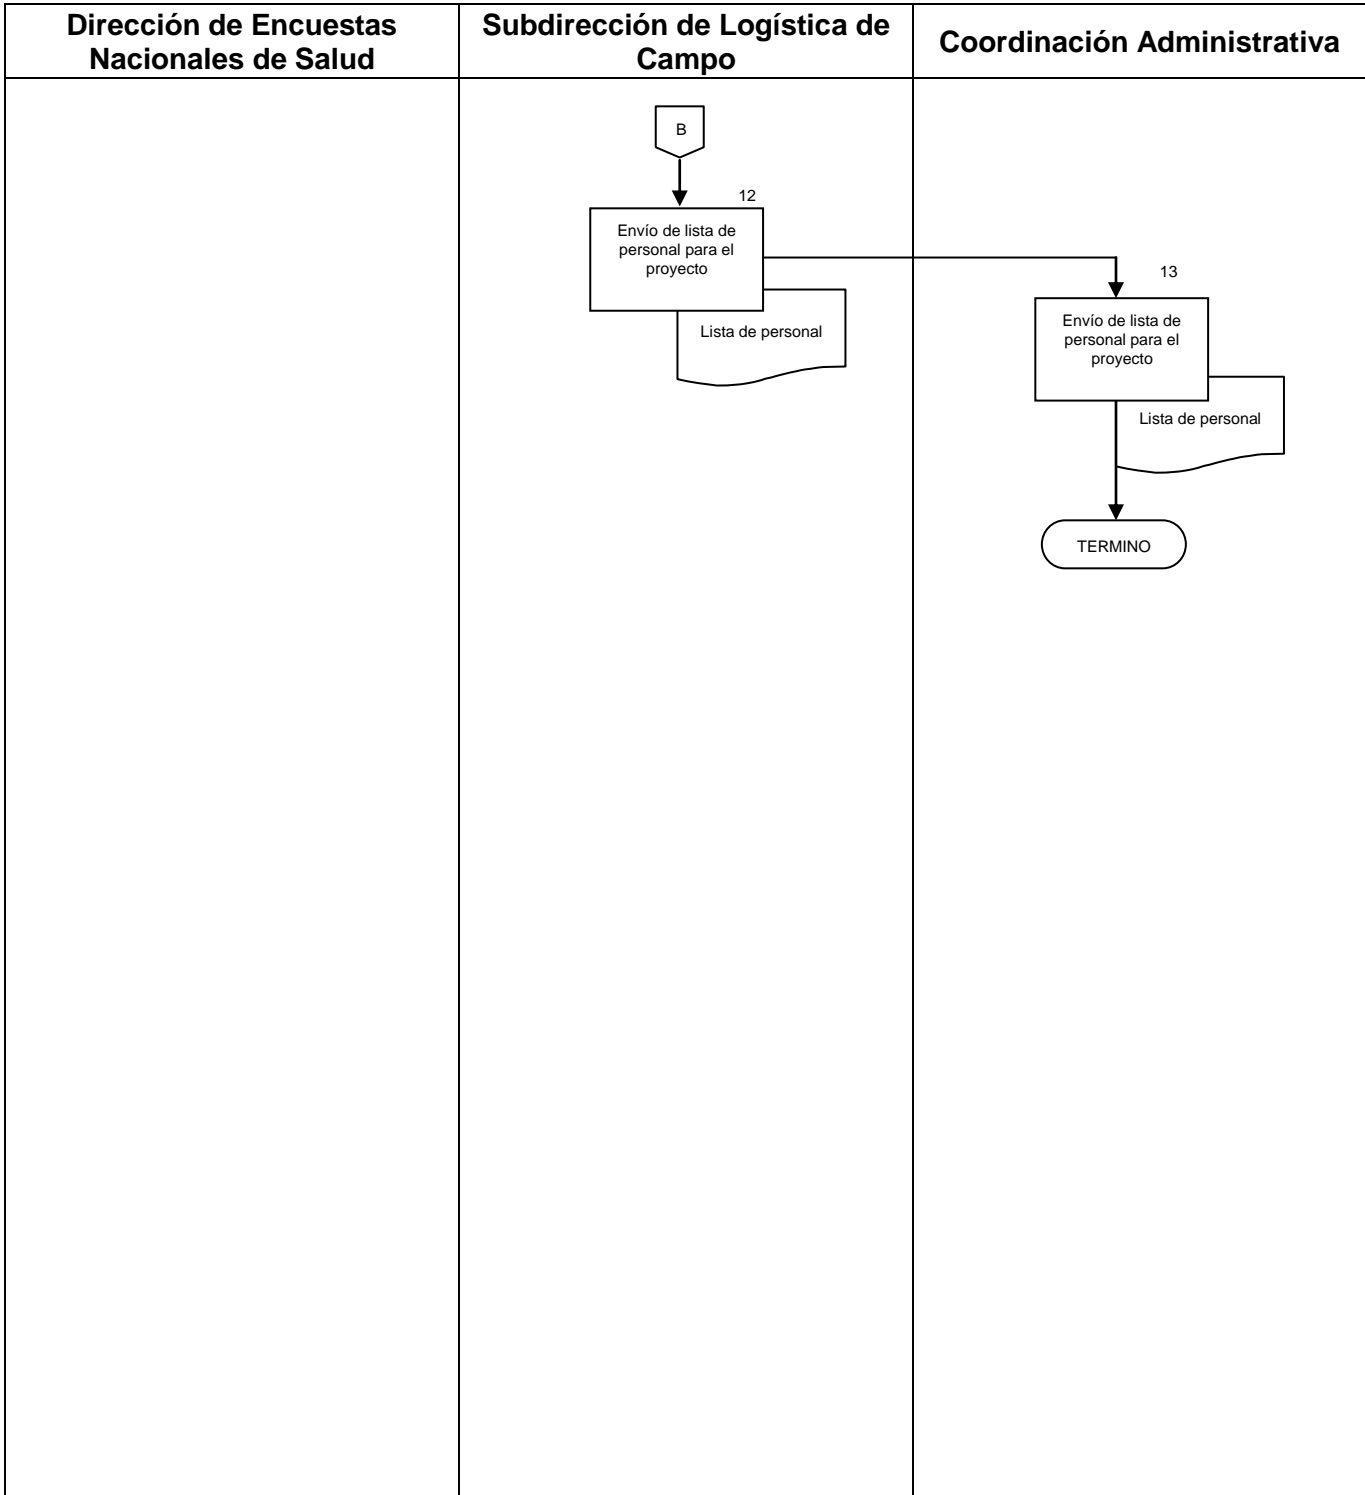 Dirección de Encuestas
Nacionales de Salud
Subdirección de Logística de
Campo
Coordinación Administrativa
B
12
Envío de lista de
personal para el
proyecto
Lista de personal
13
Envío de lista de
personal para el
proyecto
Lista de personal
TERMINO